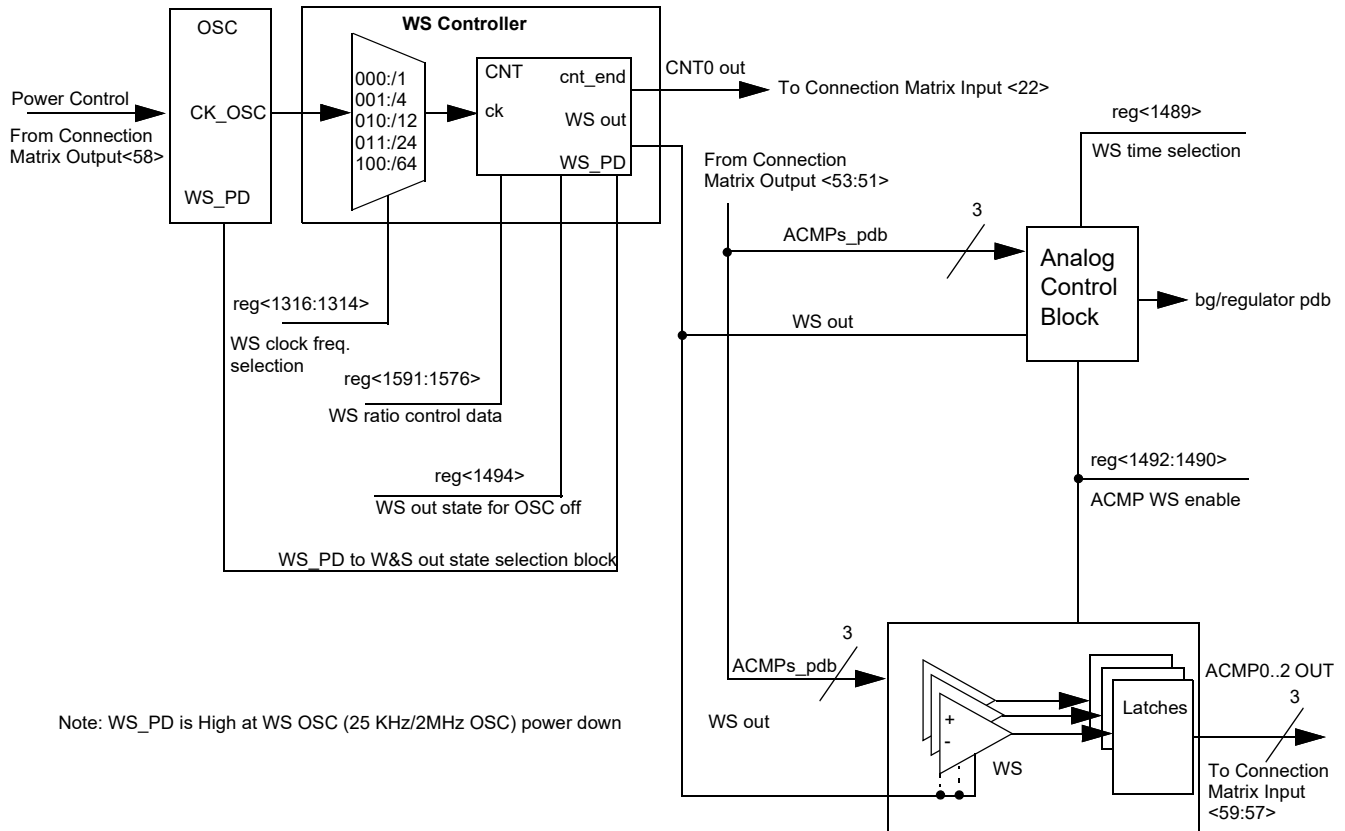 OSC
WS Controller
Power Control
From Connection
Matrix Output<58>
CK_OSC
WS_PD
000:/1
001:/4
010:/12
011:/24
100:/64
CNT
cnt_end
ck
WS out
WS_PD
CNT0 out
To Connection Matrix Input <22>
reg<1489>
WS time selection
From Connection
Matrix Output <53:51>
3
ACMPs_pdb
Analog
Control
Block
bg/regulator pdb
WS out
reg<1316:1314>
WS clock freq.
selection
reg<1591:1576>
WS ratio control data
reg<1494>
WS out state for OSC off
WS_PD to W&S out state selection block
reg<1492:1490>
ACMP WS enable
3
ACMPs_pdb
WS out
+
-
WS
Latches
ACMP0..2 OUT
3
To Connection
Matrix Input
<59:57>
Note: WS_PD is High at WS OSC (25 KHz/2MHz OSC) power down